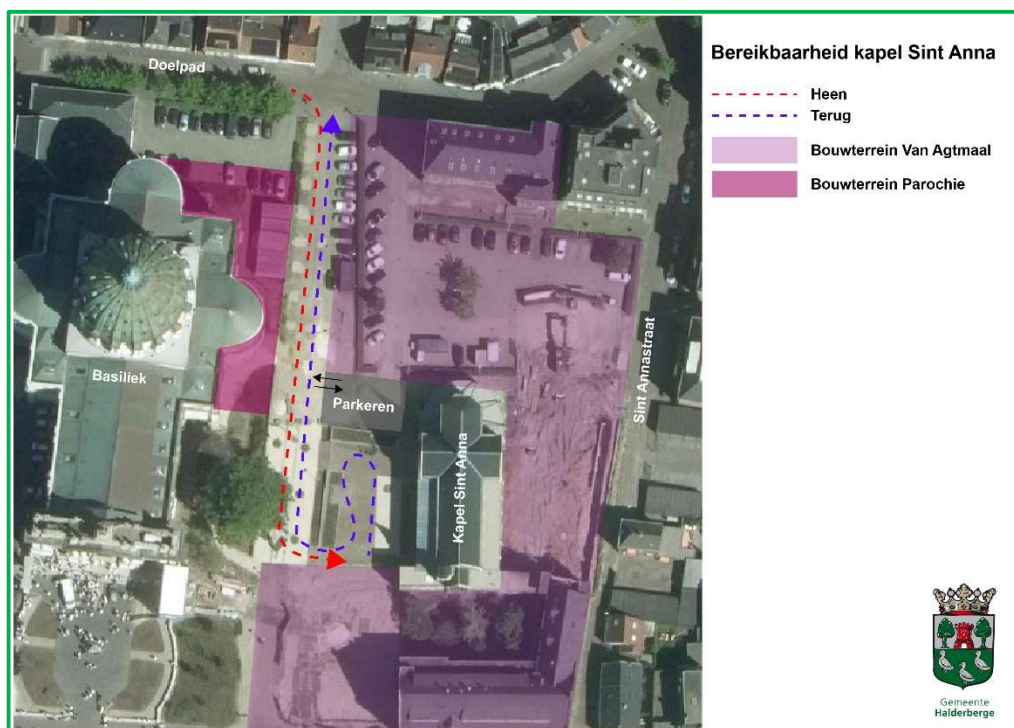 Doelpad
Basiliek
Parkeren
Kapel Sint Anna
Sint Annastraat
Bereikbaarheid kapel Sint Anna
Heen
Terug
Bouwterrein Van Agtmaal
Bouwterrein Parochie
Gemeente
Halderberge